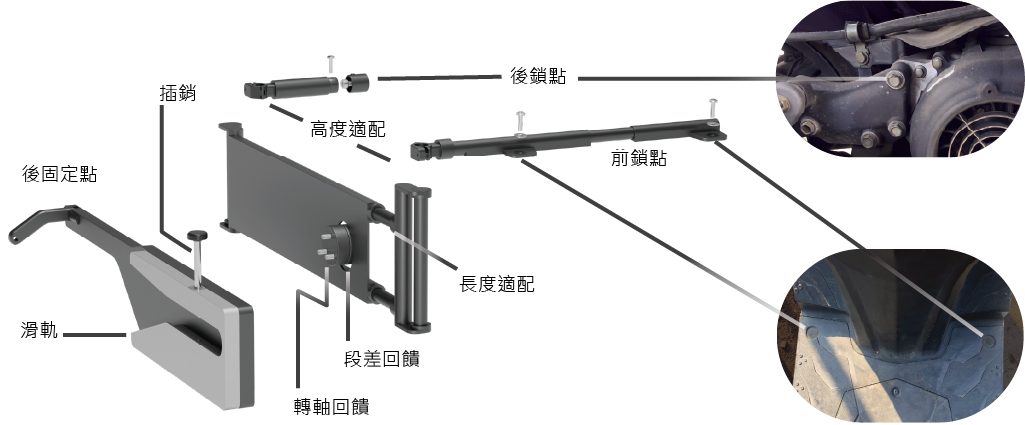 後鎖點
插銷
高度適配
前鎖點
後固定點
長度適配
滑軌
段差回饋
轉軸回饋